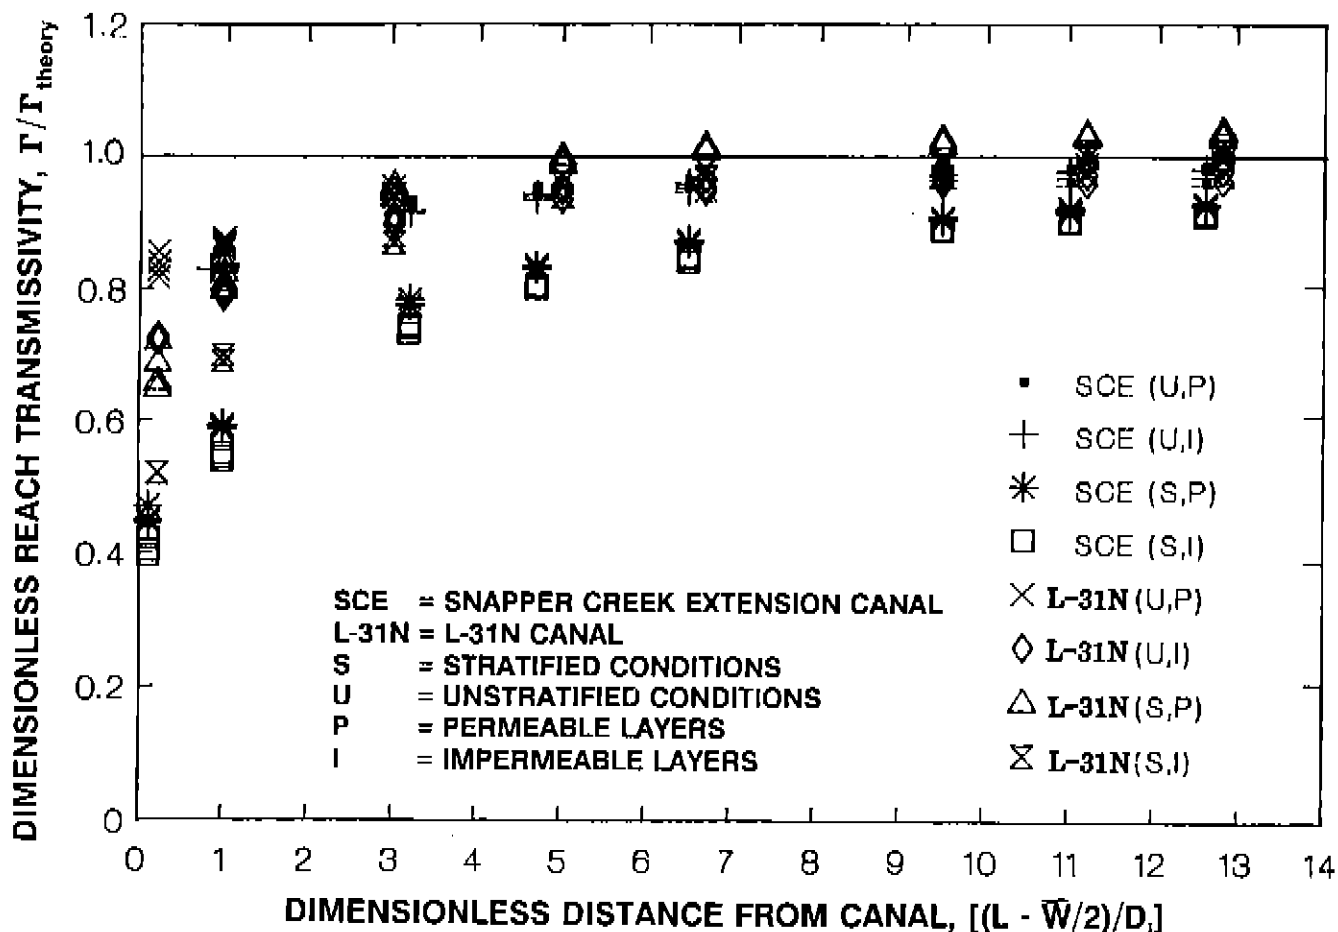 DIMENSIONLESS REACH TRANSMISSIVITY, Γ/Γtheory
1.2
1.0
0.8
0.6
0.4
0.2
0
0 1 2 3 4 5 6 7 8 9 10 11 12 13 14
DIMENSIONLESS DISTANCE FROM CANAL, [(L - W̄/2)/D,]
SCE (U,P)
SCE (U,I)
SCE (S,P)
SCE (S,I)
L-31N (U,P)
L-31N (U,I)
L-31N (S,P)
L-31N (S,I)
SCE = SNAPPER CREEK EXTENSION CANAL
L-31N = L-31N CANAL
S = STRATIFIED CONDITIONS
U = UNSTRATIFIED CONDITIONS
P = PERMEABLE LAYERS
I = IMPERMEABLE LAYERS